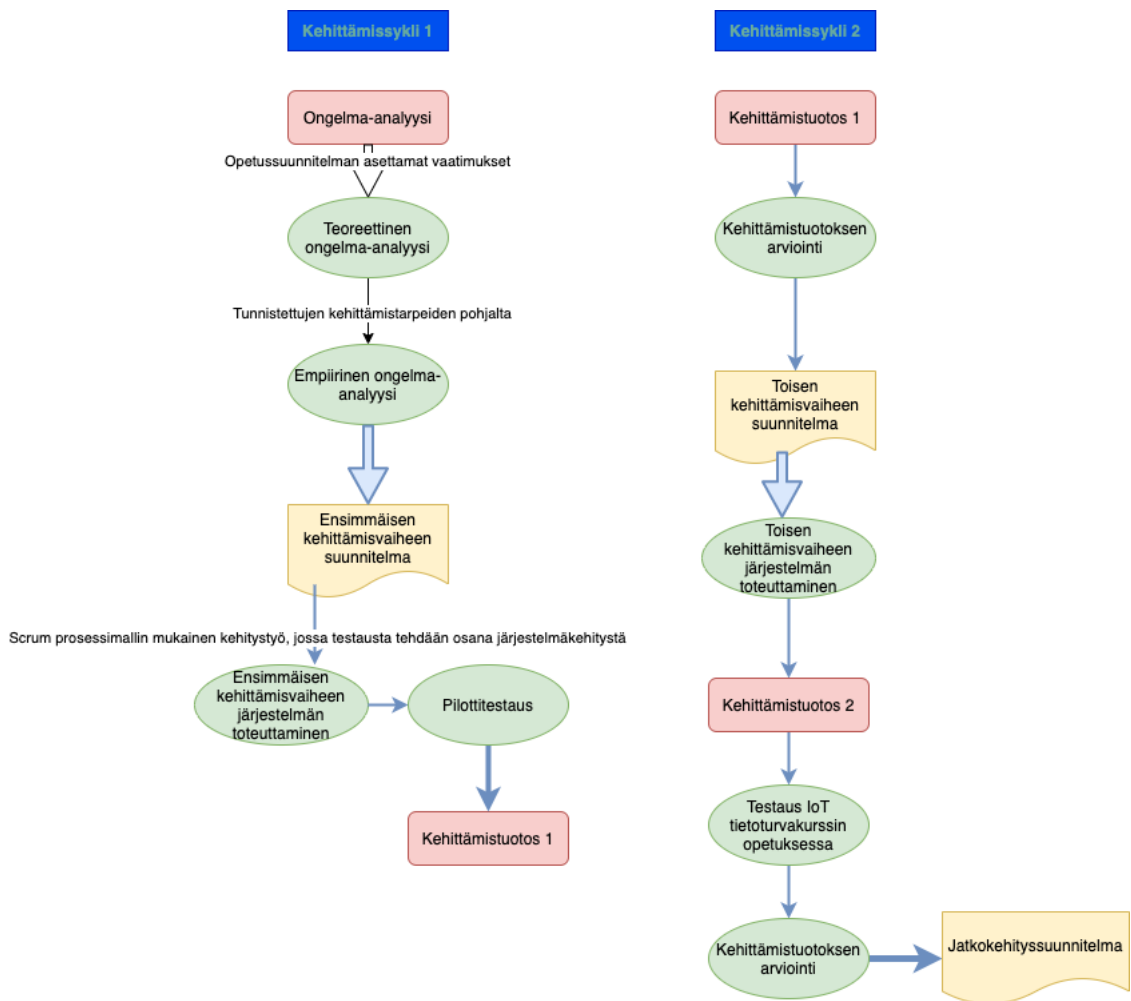 Kehittämissykli 1
Ongelma-analyysi
Opetussuunnitelman asettamat vaatimukset
Teoreettinen
ongelma-analyysi
Tunnistettujen kehittämistarpeiden pohjalta
Empiirinen ongelma-
analyysi
Ensimmäisen
kehittämisvaiheen
suunnitelma
Scrum prosessimallin mukainen kehitystyö, jossa testausta tehdään osana järjestelmäkehitystä
Ensimmäisen
kehittämisvaiheen
järjestelmän
toteuttaminen
Pilottitestaus
Kehittämistuotos 1
Kehittämissykli 2
Kehittämistuotos 1
Kehittämistuotoksen
arviointi
Toisen
kehittämisvaiheen
suunnitelma
Toisen
kehittämisvaiheen
järjestelmän
toteuttaminen
Kehittämistuotos 2
Testaus IoT
tietoturvakurssin
opetuksessa
Kehittämistuotoksen
arviointi
Jatkokehityssuunnitelma